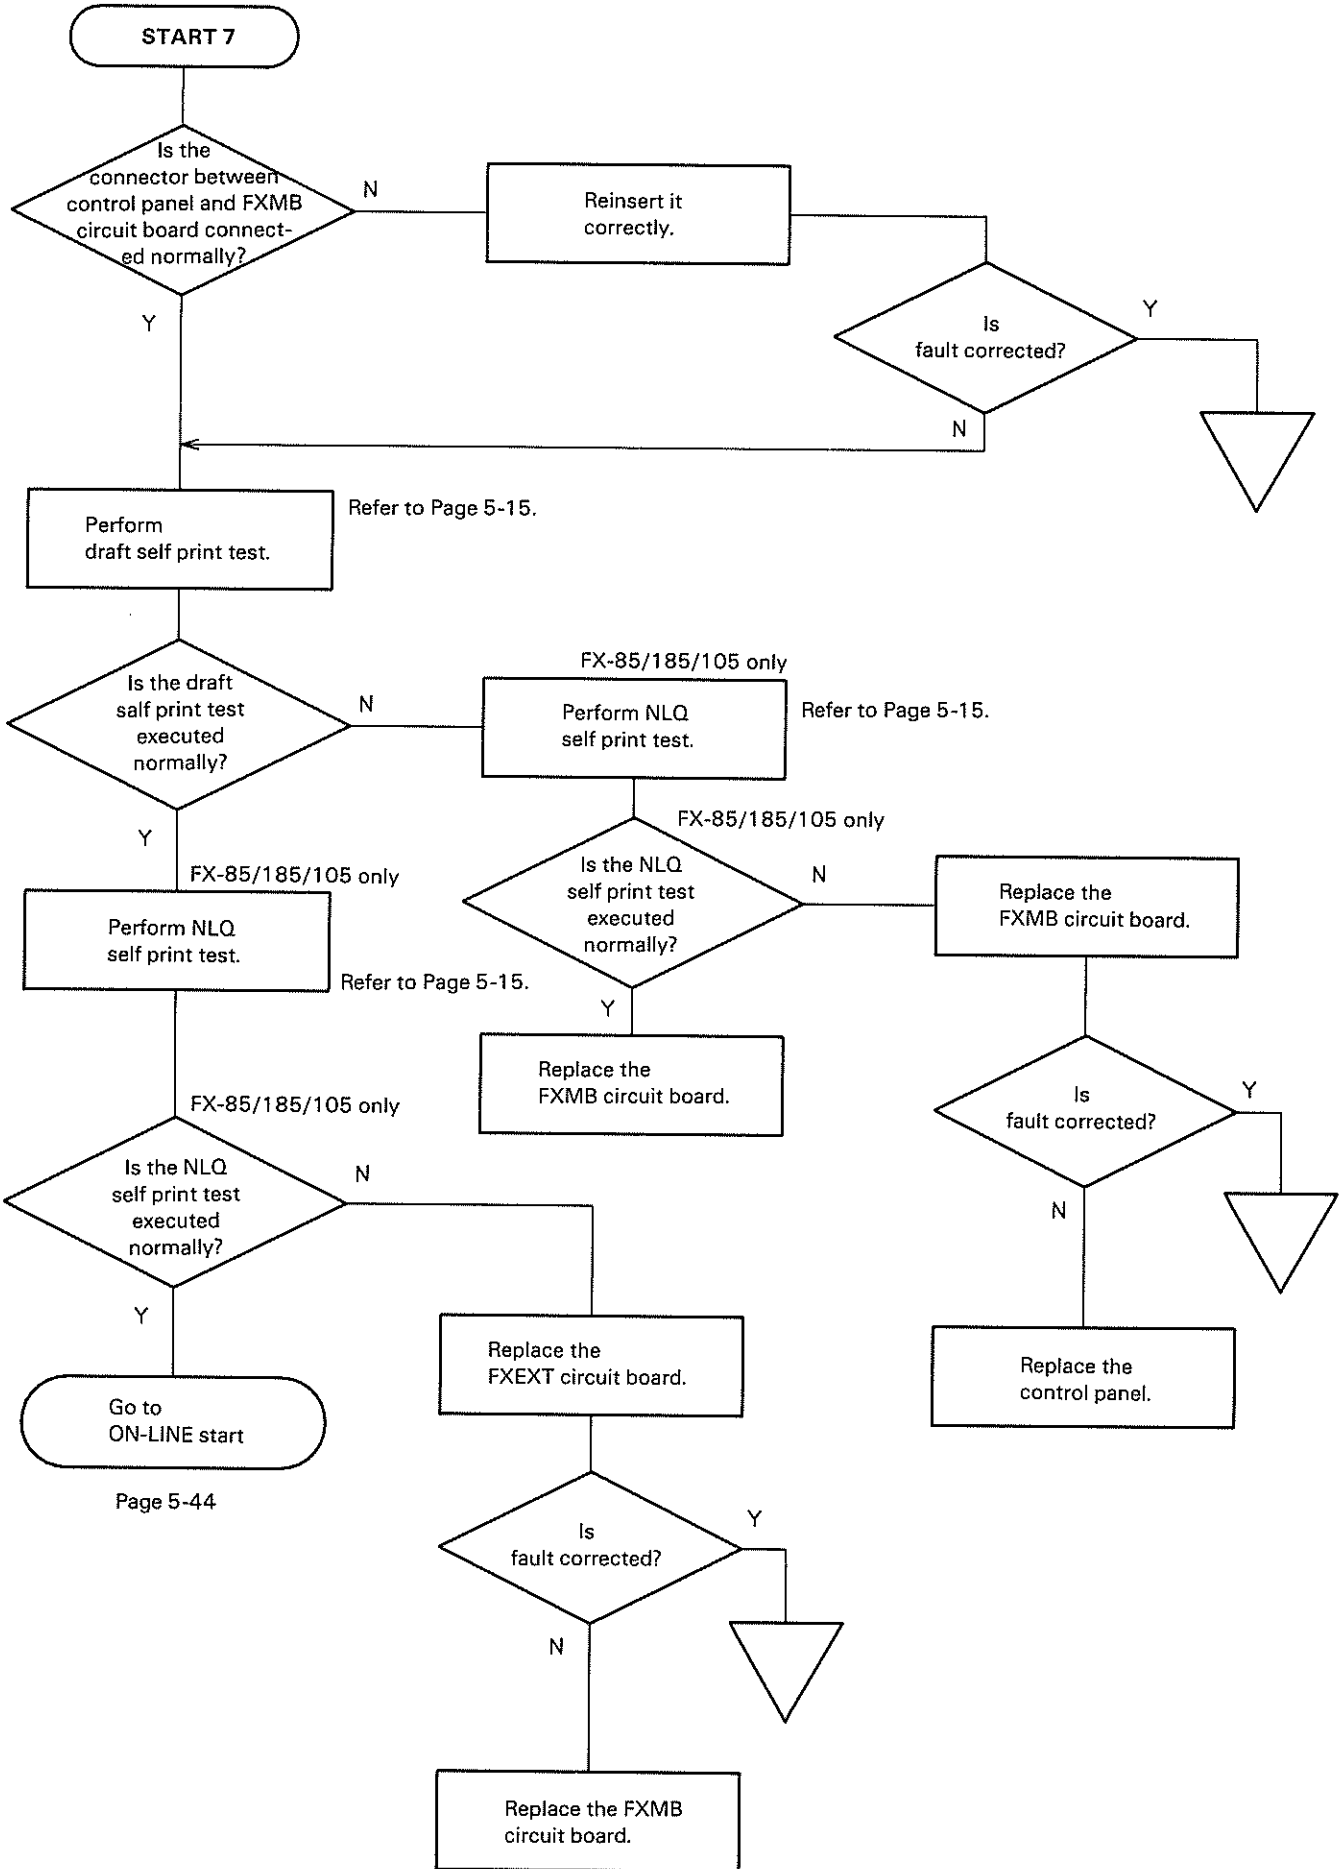 START 7
Is the
connector between
control panel and FXMB
circuit board connect-
ed normally?
N
Reinsert it
correctly.
Y
Is
fault corrected?
Y
N
Perform
draft self print test.
Refer to Page 5-15.
Is the draft
salf print test
executed
normally?
N
FX-85/185/105 only
Perform NLQ
self print test.
Refer to Page 5-15.
Y
FX-85/185/105 only
Is the NLQ
self print test
executed
normally?
N
Replace the
FXMB circuit board.
FX-85/185/105 only
Perform NLQ
self print test.
Refer to Page 5-15.
Y
Replace the
FXMB circuit board.
Is
fault corrected?
Y
N
Replace the
control panel.
FX-85/185/105 only
Is the NLQ
self print test
executed
normally?
N
Y
Go to
ON-LINE start
Page 5-44
Replace the
FXEXT circuit board.
Is
fault corrected?
Y
N
Replace the FXMB
circuit board.